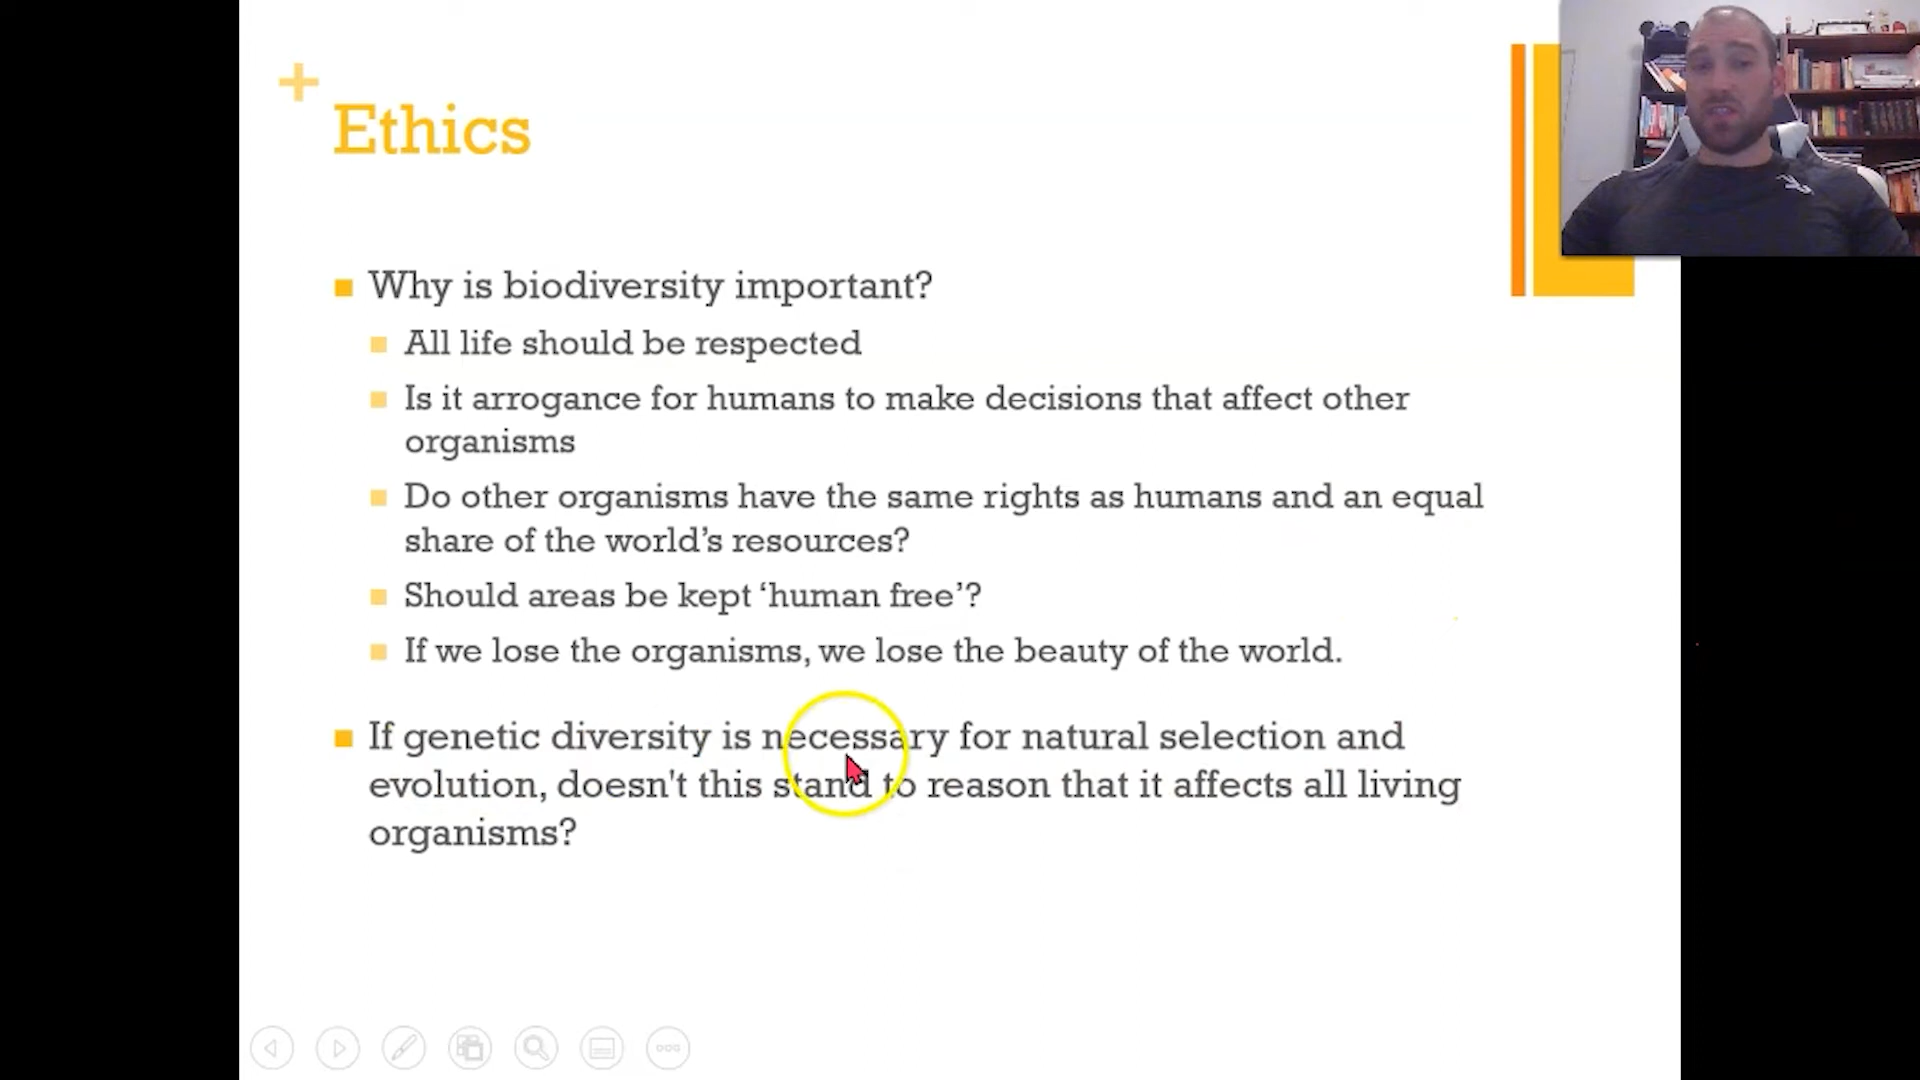 Ethics
Why is biodiversity important?
All life should be respected
Is it arrogance for humans to make decisions that affect other
organisms
Do other organisms have the same rights as humans and an equal
share of the world’s resources?
Should areas be kept ‘human free’?
If we lose the organisms, we lose the beauty of the world.
If genetic diversity is necessary for natural selection and
evolution, doesn't this stand to reason that it affects all living
organisms?